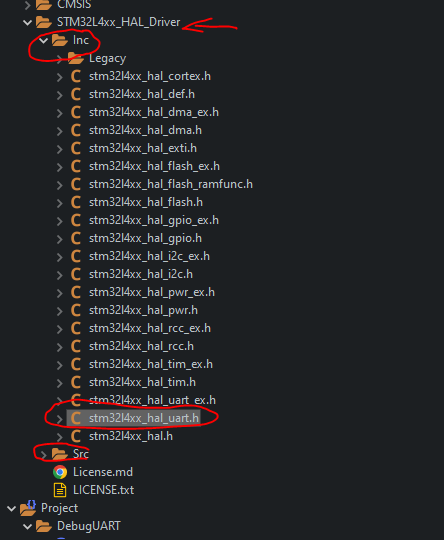 CMSIS
STM32L4xx_HAL_Driver
Inc
Legacy
stm32l4xx_hal_cortex.h
stm32l4xx_hal_def.h
stm32l4xx_hal_dma_ex.h
stm32l4xx_hal_dma.h
stm32l4xx_hal_exti.h
stm32l4xx_hal_flash_ex.h
stm32l4xx_hal_flash_ramfunc.h
stm32l4xx_hal_flash.h
stm32l4xx_hal_gpio_ex.h
stm32l4xx_hal_gpio.h
stm32l4xx_hal_i2c_ex.h
stm32l4xx_hal_i2c.h
stm32l4xx_hal_pwr_ex.h
stm32l4xx_hal_pwr.h
stm32l4xx_hal_rcc_ex.h
stm32l4xx_hal_rcc.h
stm32l4xx_hal_tim_ex.h
stm32l4xx_hal_tim.h
stm32l4xx_hal_uart_ex.h
stm32l4xx_hal_uart.h
stm32l4xx_hal.h
Src
License.md
LICENSE.txt
Project
DebugUART